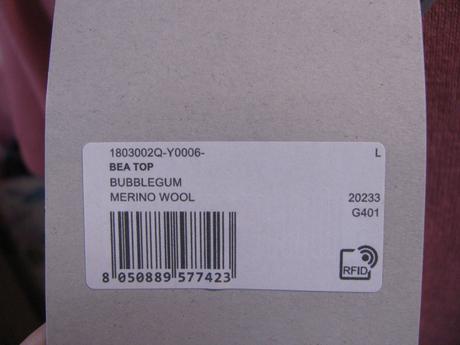 1803002Q-Y0006- L
BEA TOP
BUBBLEGUM
MERINO WOOL 20233
G401
8 050889 577423
RFID